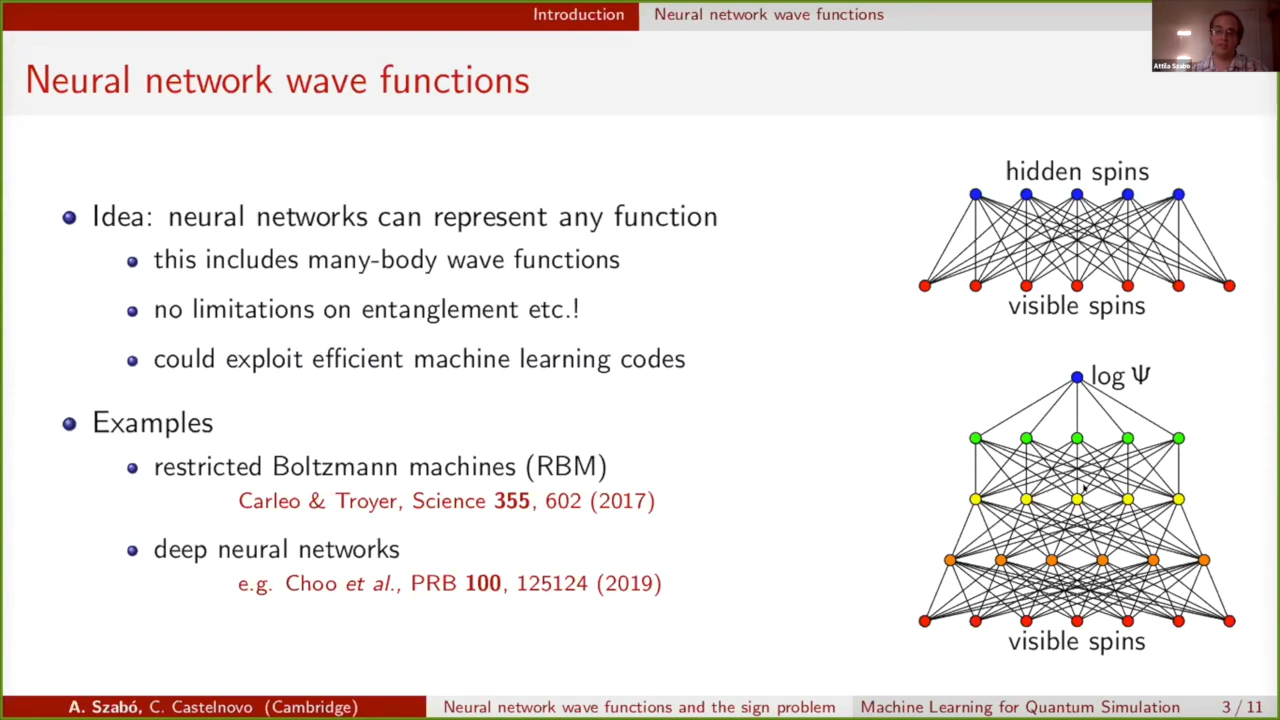 Introduction Neural network wave functions
Attila Szabo
Neural network wave functions
Idea: neural networks can represent any function
this includes many-body wave functions
no limitations on entanglement etc.!
could exploit efficient machine learning codes
Examples
restricted Boltzmann machines (RBM)
Carleo & Troyer, Science 355, 602 (2017)
deep neural networks
e.g. Choo et al., PRB 100, 125124 (2019)
hidden spins
visible spins
log Ψ
visible spins
A. Szabó, C. Castelnovo (Cambridge) Neural network wave functions and the sign problem Machine Learning for Quantum Simulation 3 / 11